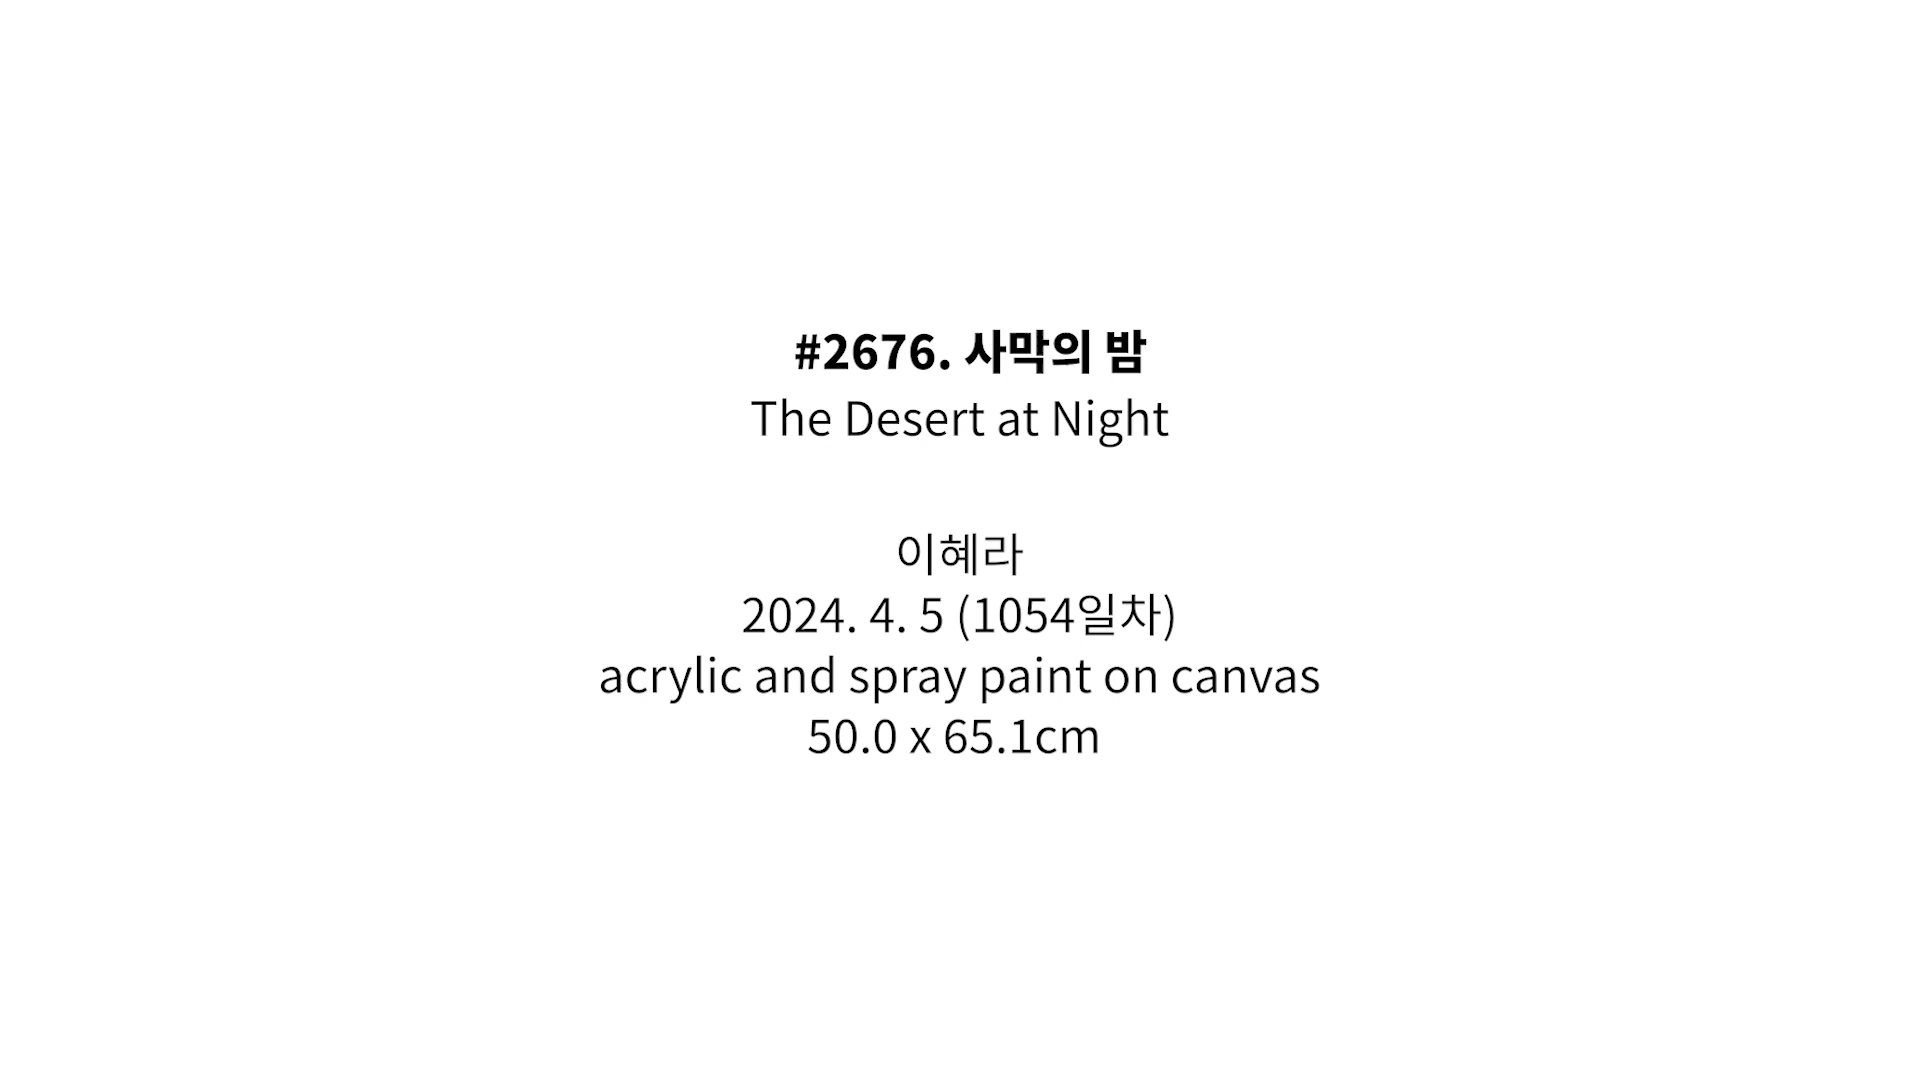 #2676. 사막의 밤
The Desert at Night
이혜라
2024. 4. 5 (1054일차)
acrylic and spray paint on canvas
50.0 x 65.1cm